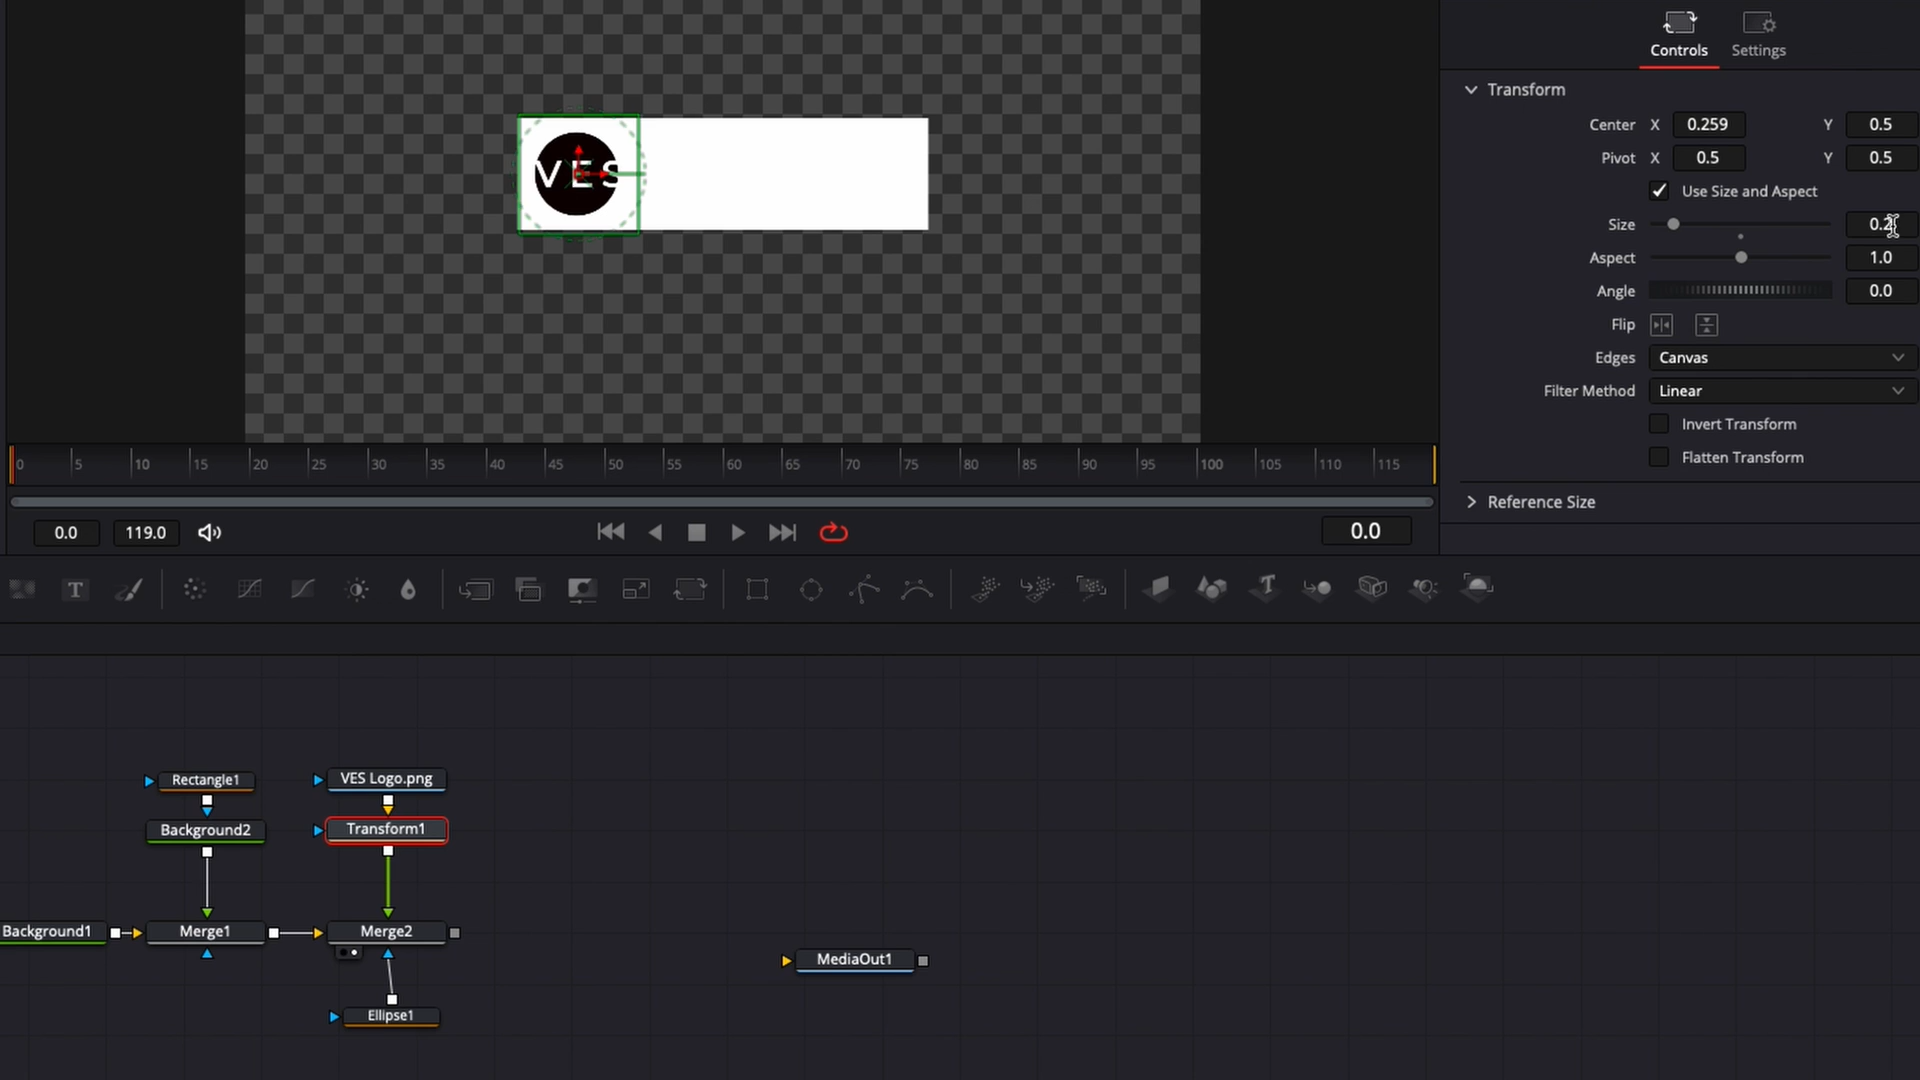 Controls
Settings
Transform
Center X 0.259 Y 0.5
Pivot X 0.5 Y 0.5
Use Size and Aspect
Size 0.2
Aspect 1.0
Angle 0.0
Flip
Edges Canvas
Filter Method Linear
Invert Transform
Flatten Transform
Reference Size
VES
0 5 10 15 20 25 30 35 40 45 50 55 60 65 70 75 80 85 90 95 100 105 110 115
0.0 119.0 0.0
T
T
Rectangle1 VES Logo.png
Background2 Transform1
Background1 Merge1 Merge2
MediaOut1
Ellipse1